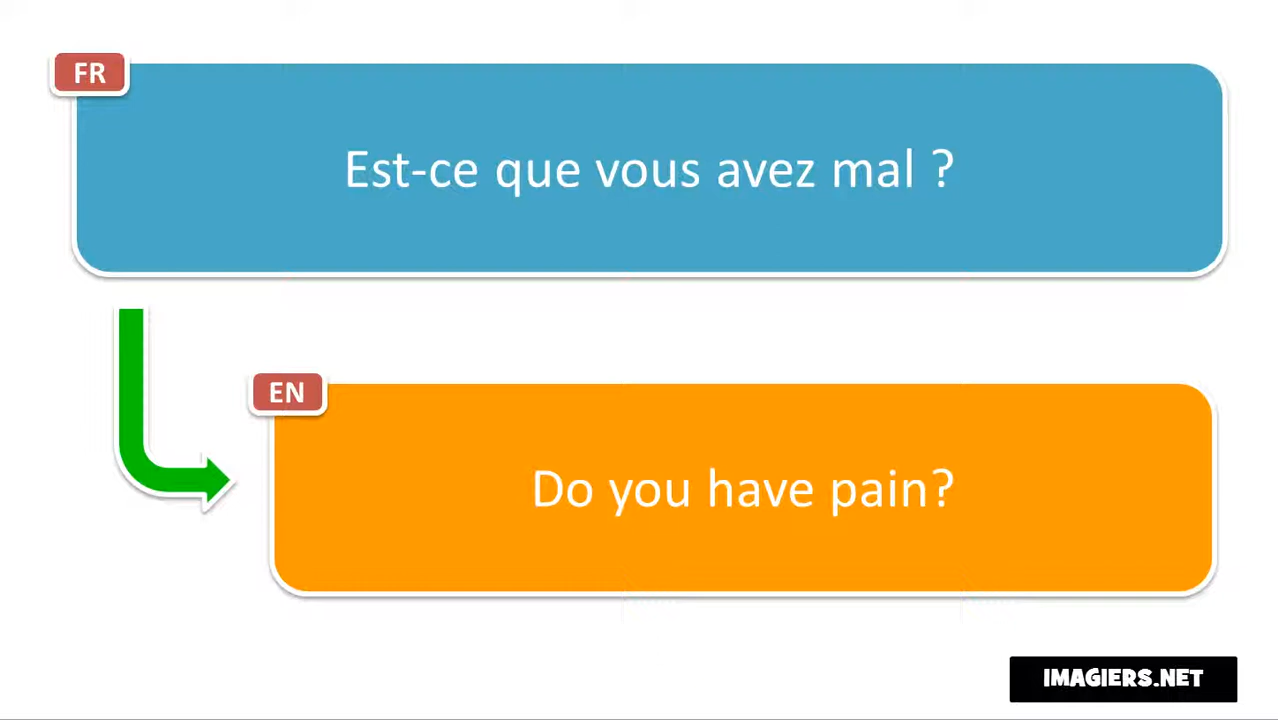 FR
Est-ce que vous avez mal ?
EN
Do you have pain?
IMAGIERS.NET